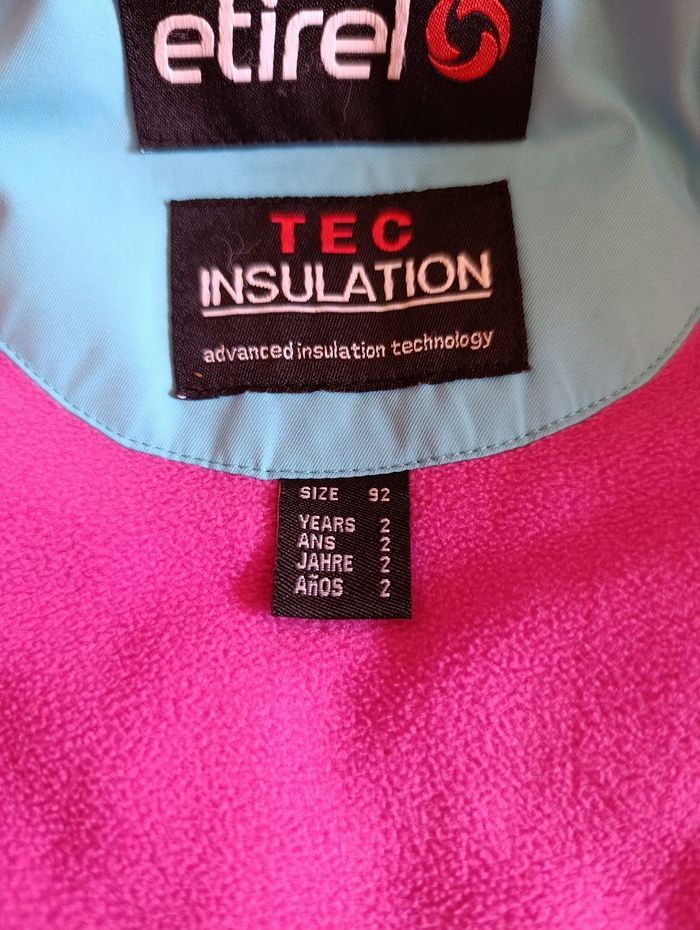 etirel
TEC
INSULATION
advanced insulation technology
SIZE 92
YEARS 2
ANS 2
JAHRE 2
AñOS 2